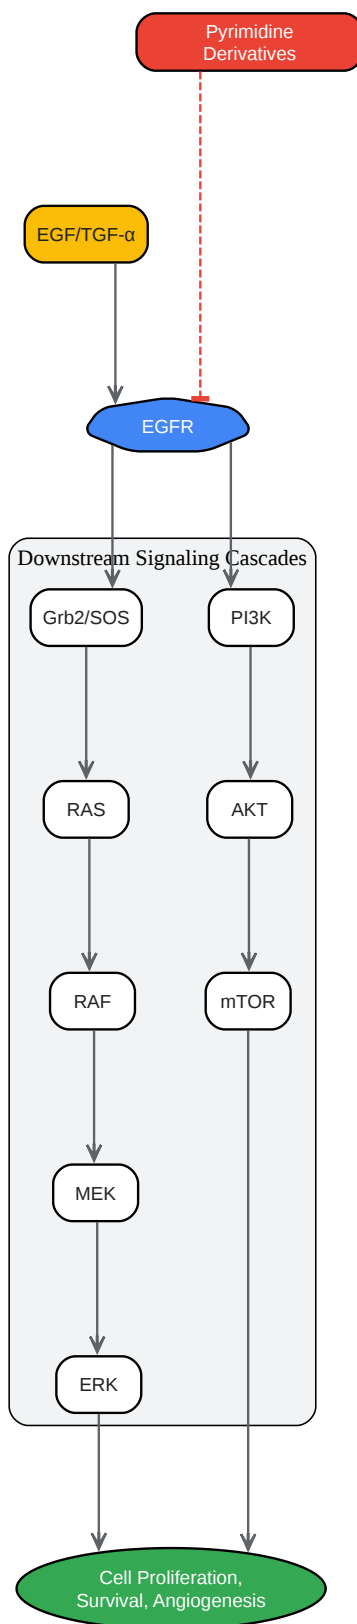 Pyrimidine
Derivatives
EGF/TGF-α
EGFR
Downstream Signaling Cascades
Grb2/SOS
PI3K
RAS
AKT
RAF
mTOR
MEK
ERK
Cell Proliferation,
Survival, Angiogenesis